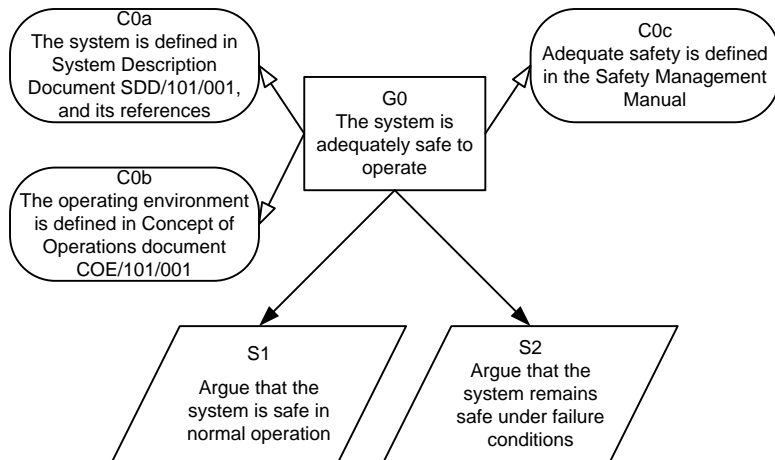 C0a
The system is defined in
System Description
Document SDD/101/001,
and its references
C0c
Adequate safety is defined
in the Safety Management
Manual
G0
The system is
adequately safe to
operate
C0b
The operating environment
is defined in Concept of
Operations document
COE/101/001
S1
Argue that the
system is safe in
normal operation
S2
Argue that the
system remains
safe under failure
conditions